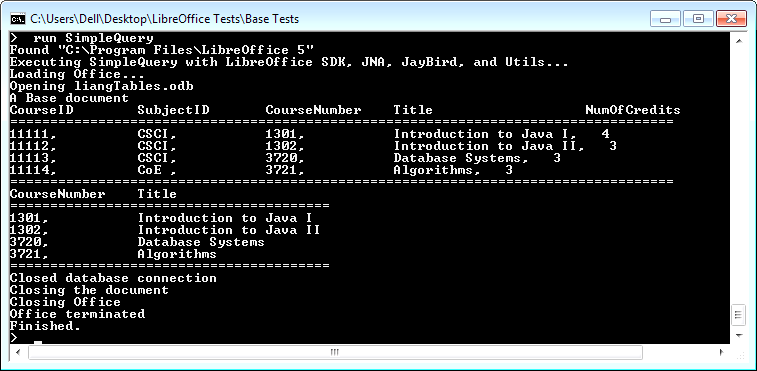 C:\Users\Dell\Desktop\LibreOffice Tests\Base Tests
>  run SimpleQuery
Found "C:\Program Files\LibreOffice 5"
Executing SimpleQuery with LibreOffice SDK, JNA, JayBird, and Utils...
Loading Office...
Opening liangTables.odb
A Base document
CourseID        SubjectID       CourseNumber    Title                   NumOfCredits
===================================================================================
11111,          CSCI,           1301,           Introduction to Java I,   4
11112,          CSCI,           1302,           Introduction to Java II,   3
11113,          CSCI,           3720,           Database Systems,   3
11114,          CoE ,           3721,           Algorithms,   3
===================================================================================
CourseNumber    Title
========================================
1301,           Introduction to Java I
1302,           Introduction to Java II
3720,           Database Systems
3721,           Algorithms
========================================
Closed database connection
Closing the document
Closing Office
Office terminated
Finished.
>